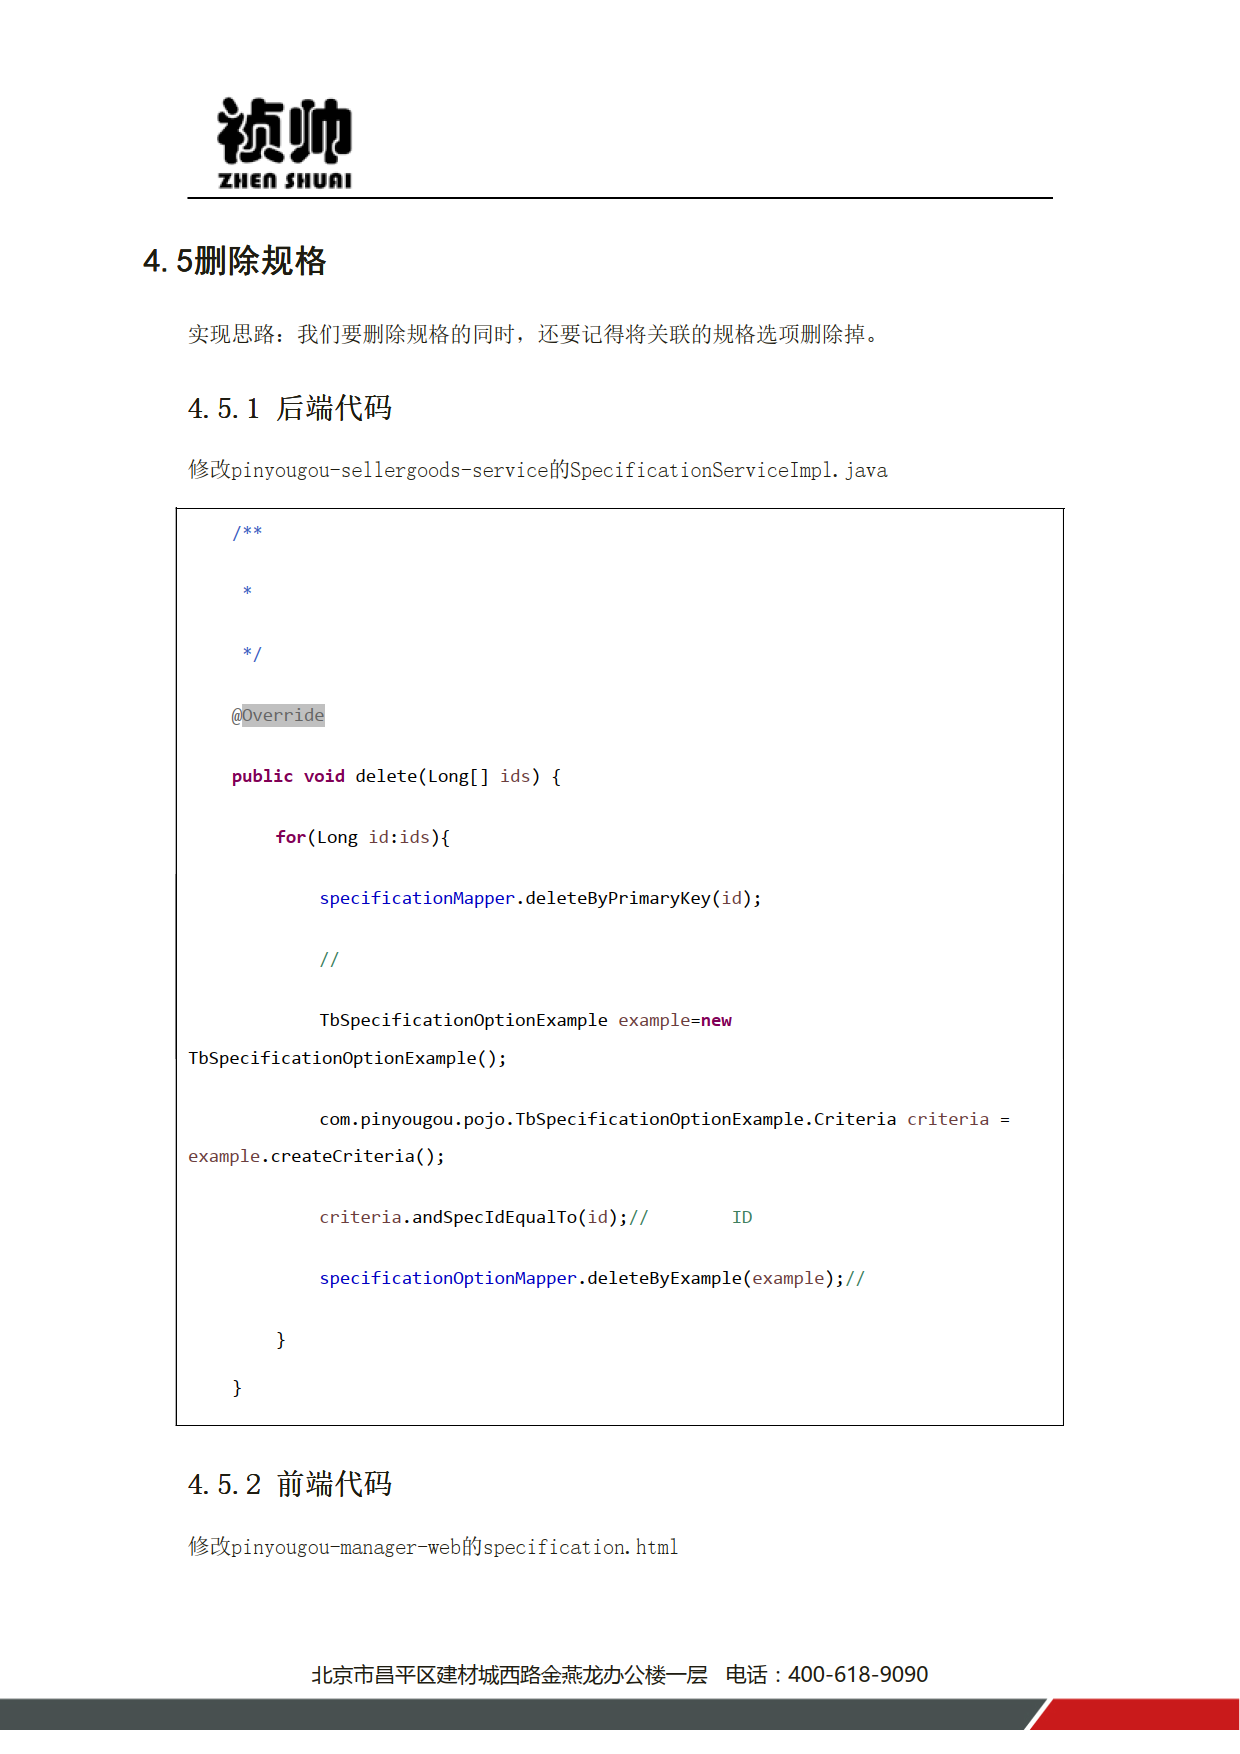 祯帅
ZHEN SHUAI
4.5删除规格
实现思路：我们要删除规格的同时，还要记得将关联的规格选项删除掉。
4.5.1 后端代码
修改pinyougou-sellergoods-service的SpecificationServiceImpl.java
/**
*
*/
@Override
public void delete(Long[] ids) {
for(Long id:ids){
specificationMapper.deleteByPrimaryKey(id);
//
TbSpecificationOptionExample example=new
TbSpecificationOptionExample();
com.pinyougou.pojo.TbSpecificationOptionExample.Criteria criteria =
example.createCriteria();
criteria.andSpecIdEqualTo(id);// ID
specificationOptionMapper.deleteByExample(example);//
}
}
4.5.2 前端代码
修改pinyougou-manager-web的specification.html
北京市昌平区建材城西路金燕龙办公楼一层 电话：400-618-9090